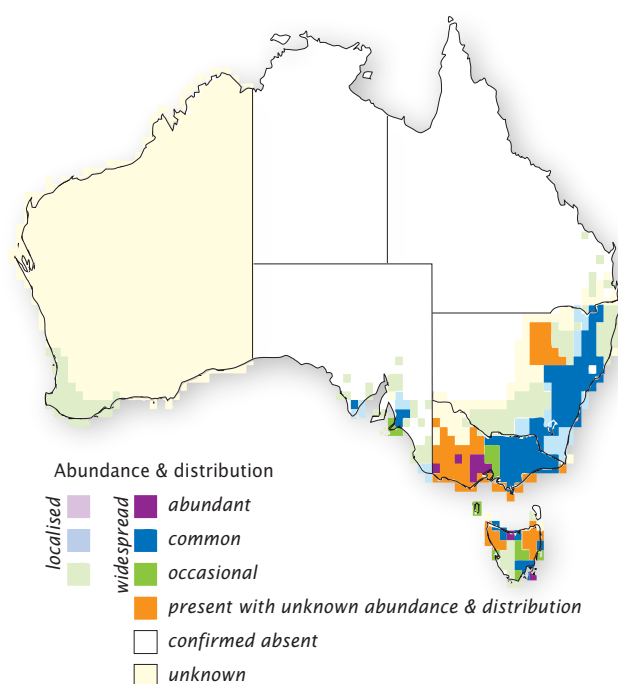 Abundance & distribution
localised
widespread
abundant
common
occasional
present with unknown abundance & distribution
confirmed absent
unknown